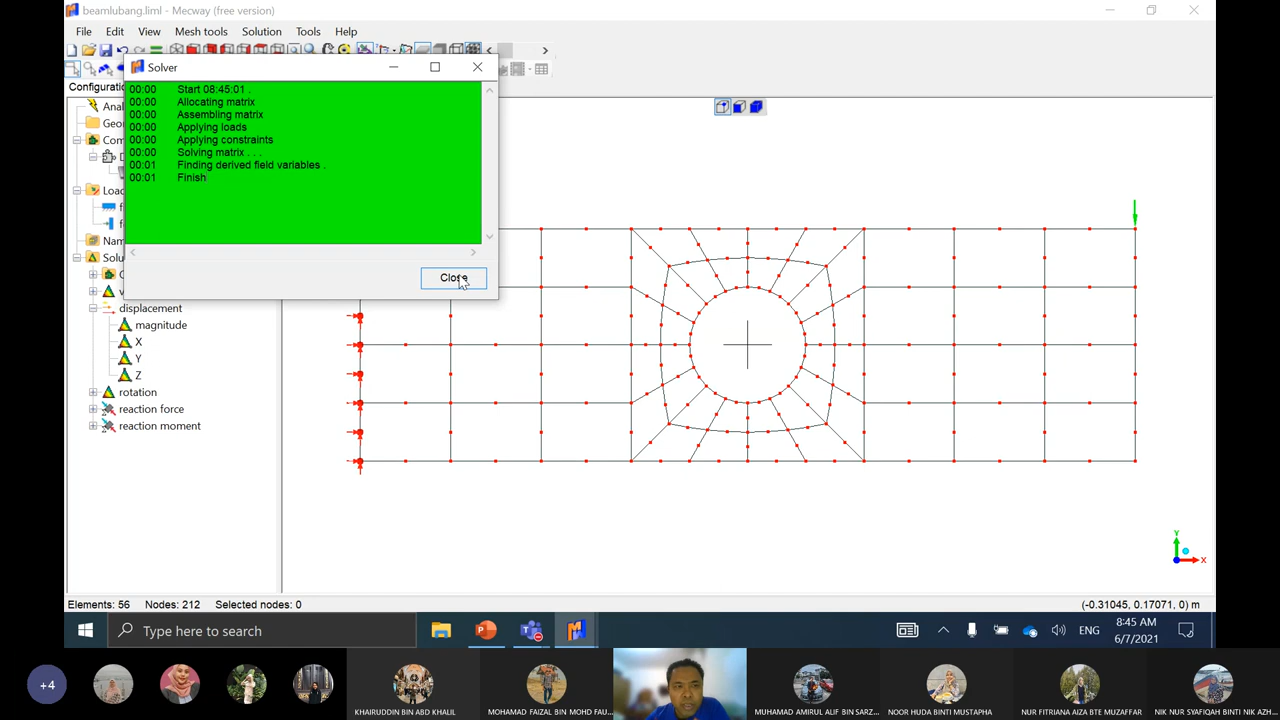 beamlubang.liml - Mecway (free version)
File Edit View Mesh tools Solution Tools Help
Solver
00:00 Start 08:45:01 .
00:00 Allocating matrix
00:00 Assembling matrix
00:00 Applying loads
00:00 Applying constraints
00:00 Solving matrix . . .
00:01 Finding derived field variables .
00:01 Finish
Close
displacement
magnitude
X
Y
Z
rotation
reaction force
reaction moment
Y
X
Elements: 56 Nodes: 212 Selected nodes: 0
(-0.31045, 0.17071, 0) m
Type here to search
ENG
8:45 AM
6/7/2021
+4
KHAIRUDDIN BIN ABD KHALIL
MOHAMAD FAIZAL BIN MOHD FAU...
MUHAMAD AMIRUL ALIF BIN SARZ...
NOOR HUDA BINTI MUSTAPHA
NUR FITRIANA AIZA BTE MUZAFFAR
NIK NUR SYAFIQAH BINTI NIK AZH...